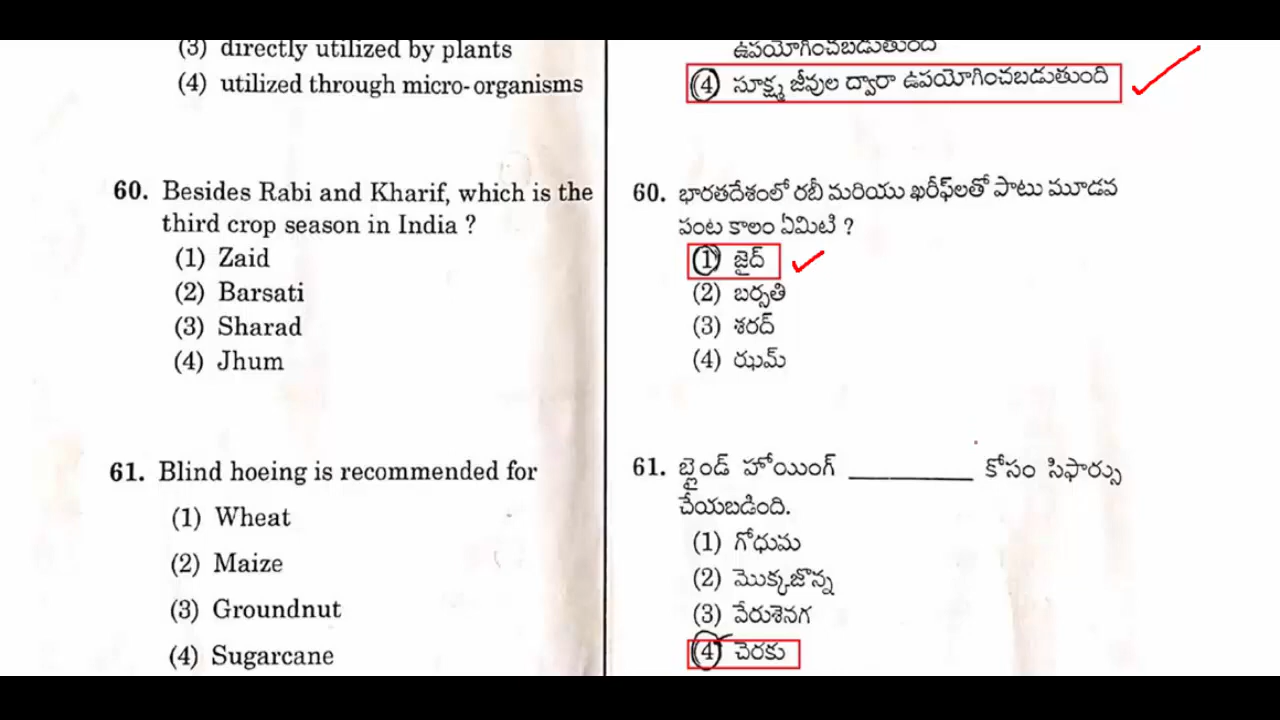 (3) directly utilized by plants
(4) utilized through micro-organisms
60. Besides Rabi and Kharif, which is the
third crop season in India ?
(1) Zaid
(2) Barsati
(3) Sharad
(4) Jhum
61. Blind hoeing is recommended for
(1) Wheat
(2) Maize
(3) Groundnut
(4) Sugarcane
ఉపయోగించబడుతుంది
(4) సూక్ష్మ జీవుల ద్వారా ఉపయోగించబడుతుంది
60. భారతదేశంలో రబీ మరియు ఖరీఫ్‌లతో పాటు మూడవ
పంట కాలం ఏమిటి ?
(1) జైద్
(2) బర్సతి
(3) శరద్
(4) ఝుమ్
61. బ్లైండ్ హోయింగ్ __________ కోసం సిఫార్సు
చేయబడింది.
(1) గోధుమ
(2) మొక్కజొన్న
(3) వేరుశెనగ
(4) చెరకు